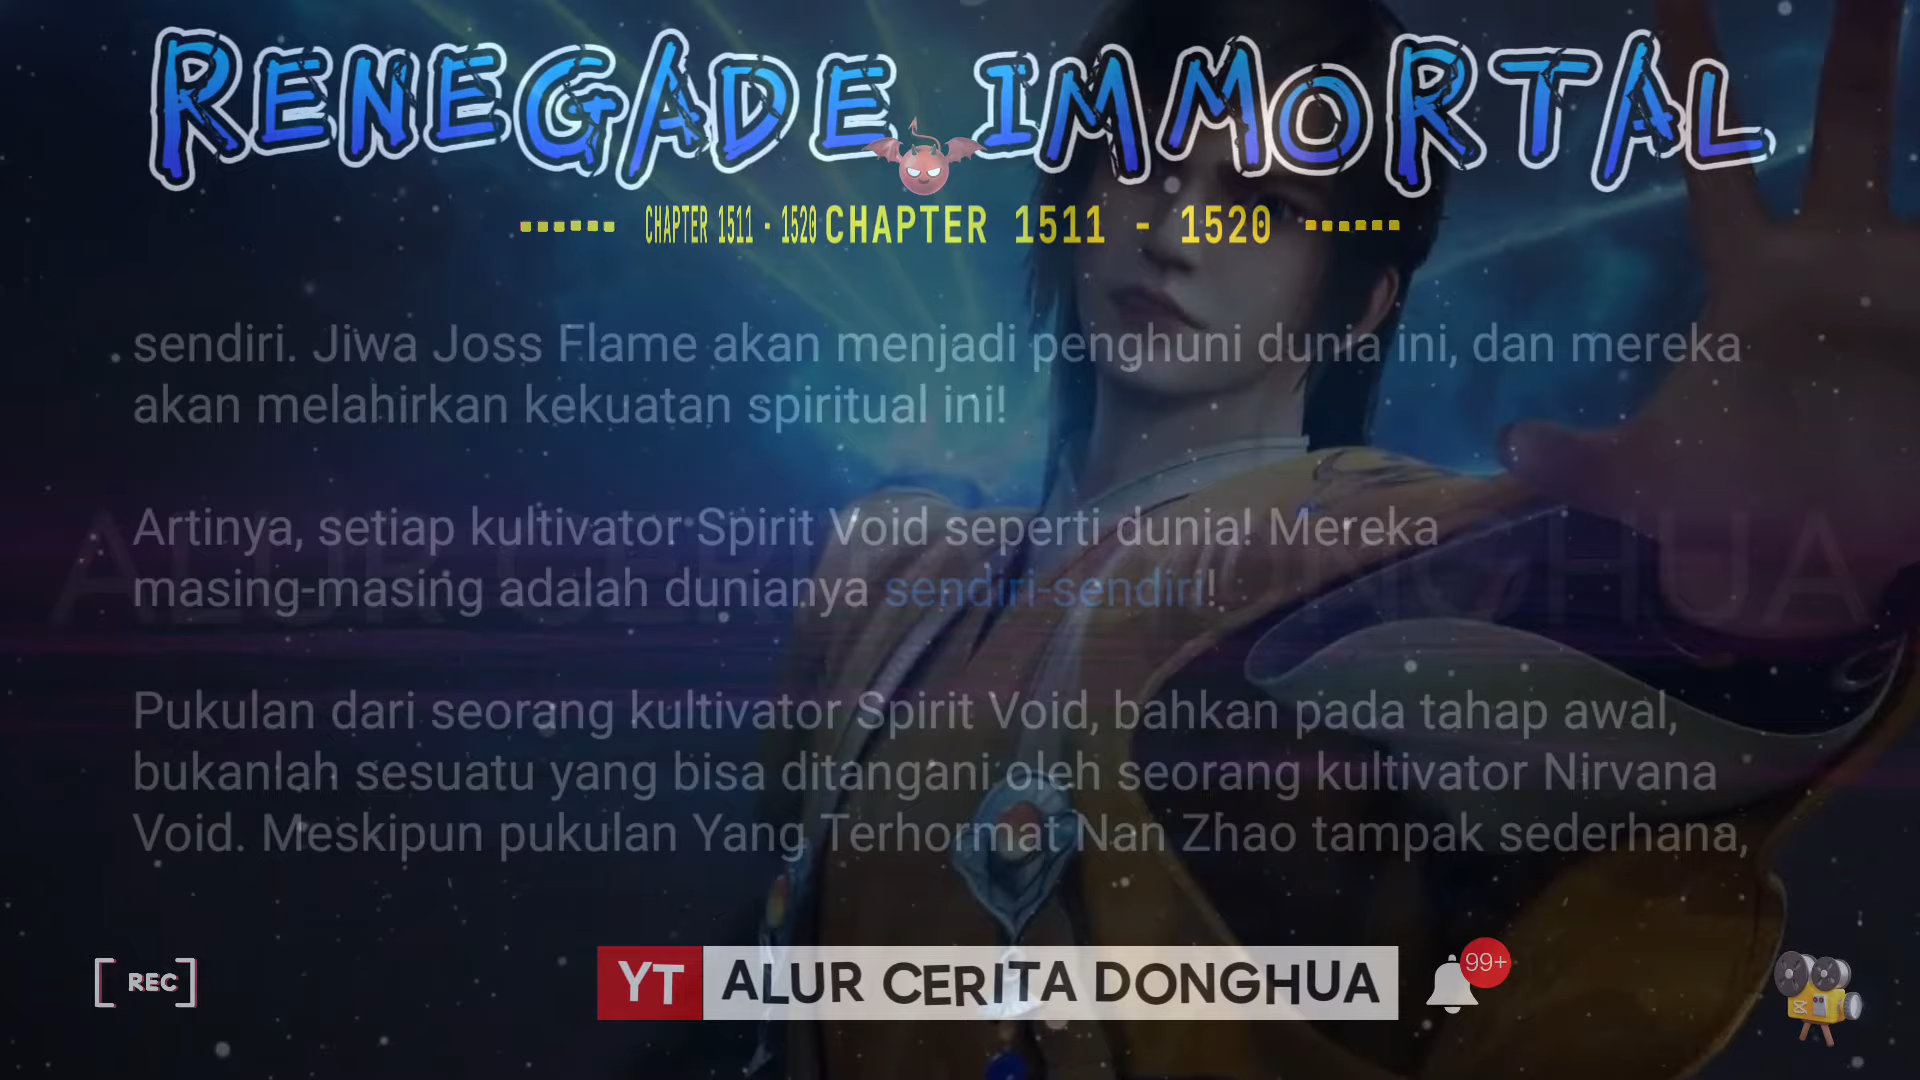 RENEGADE IMMORTAL
CHAPTER 1511 - 1520 CHAPTER 1511 - 1520
sendiri. Jiwa Joss Flame akan menjadi penghuni dunia ini, dan mereka
akan melahirkan kekuatan spiritual ini!
Artinya, setiap kultivator Spirit Void seperti dunia! Mereka
masing-masing adalah dunianya sendiri-sendiri!
ALUR CERITA DONGHUA
Pukulan dari seorang kultivator Spirit Void, bahkan pada tahap awal,
bukanlah sesuatu yang bisa ditangani oleh seorang kultivator Nirvana
Void. Meskipun pukulan Yang Terhormat Nan Zhao tampak sederhana,
REC
YT ALUR CERITA DONGHUA 99+